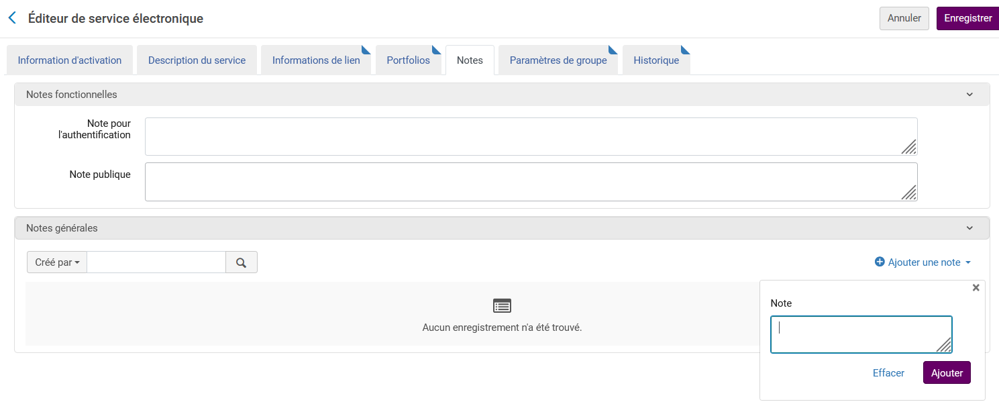 Éditeur de service électronique
Annuler
Enregistrer
Information d'activation
Description du service
Informations de lien
Portfolios
Notes
Paramètres de groupe
Historique
Notes fonctionnelles
Note pour
l'authentification
Note publique
Notes générales
Créé par
Ajouter une note
Aucun enregistrement n'a été trouvé.
Note
Effacer
Ajouter